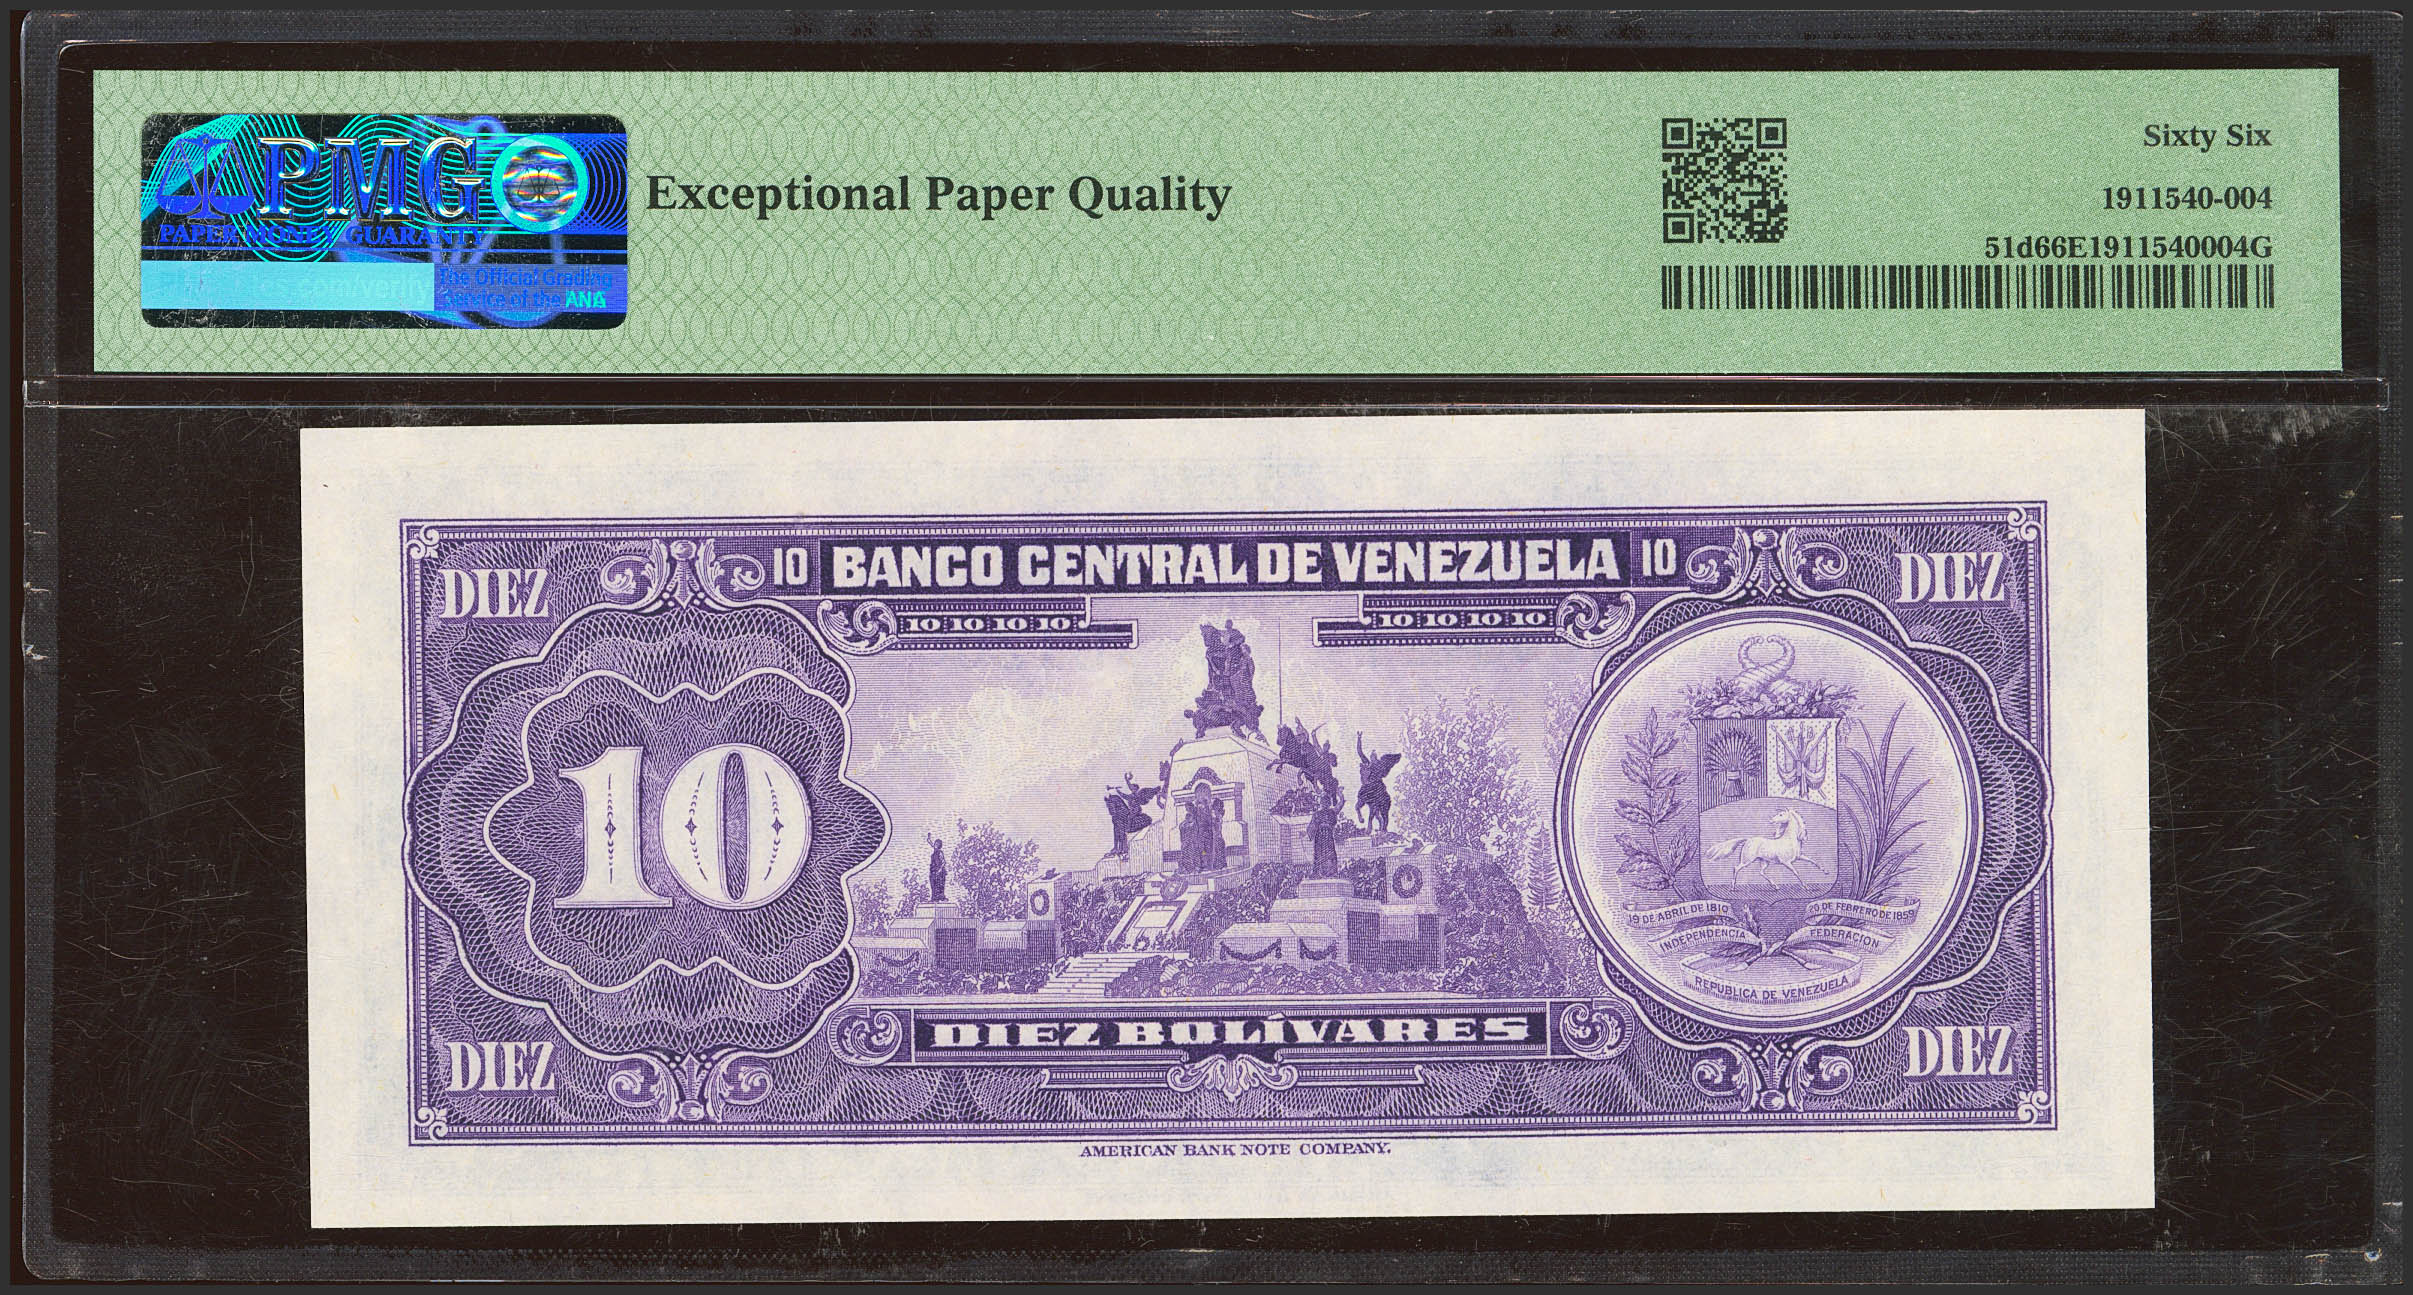 PMG
PAPER MONEY GUARANTY
The Official Grading
Service of the ANA
Exceptional Paper Quality
Sixty Six
1911540-004
51d66E1911540004G
10 BANCO CENTRAL DE VENEZUELA 10
DIEZ DIEZ
10 10 10 10 10 10 10 10
10
19 DE ABRIL DE 1810 20 DE FEBRERO DE 1859
INDEPENDENCIA FEDERACION
REPUBLICA DE VENEZUELA
DIEZ BOLÍVARES
DIEZ DIEZ
AMERICAN BANK NOTE COMPANY.